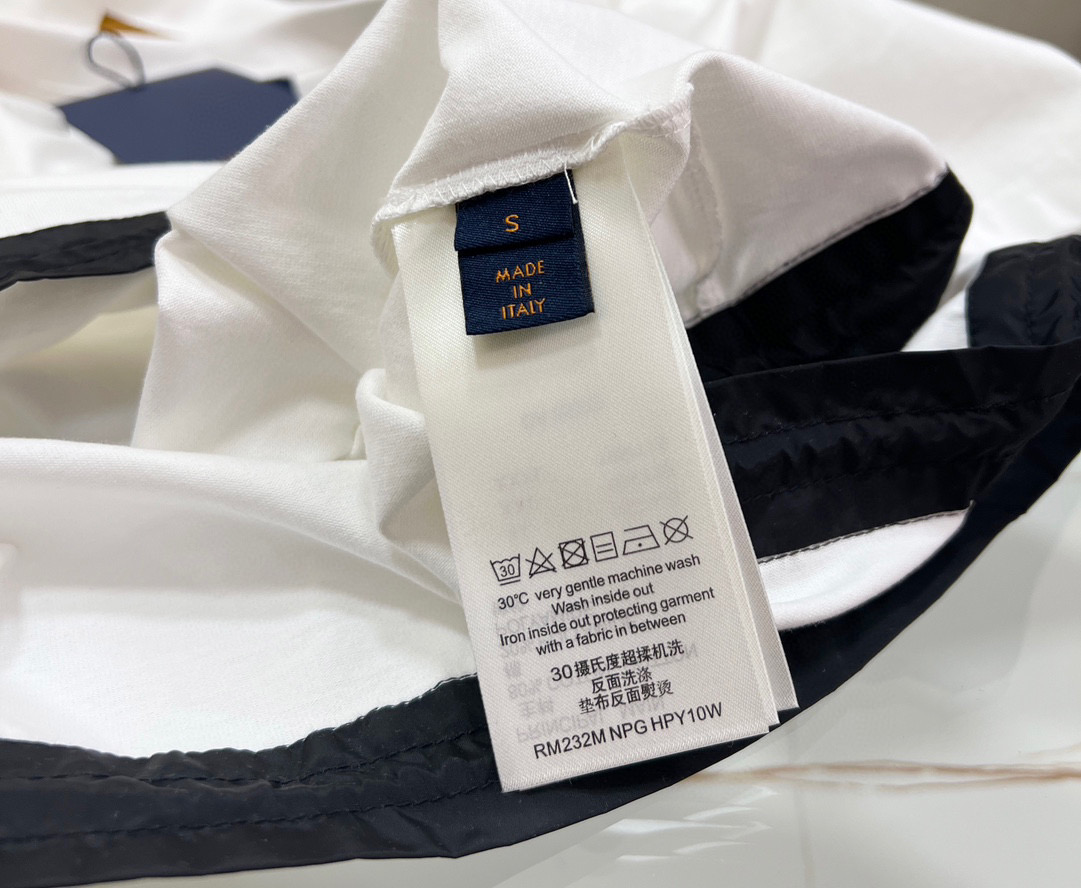 S
MADE
IN
ITALY
30
30°C very gentle machine wash
Wash inside out
Iron inside out protecting garment
with a fabric in between
30摄氏度超揉机洗
反面洗涤
垫布反面熨烫
RM232M NPG HPY10W